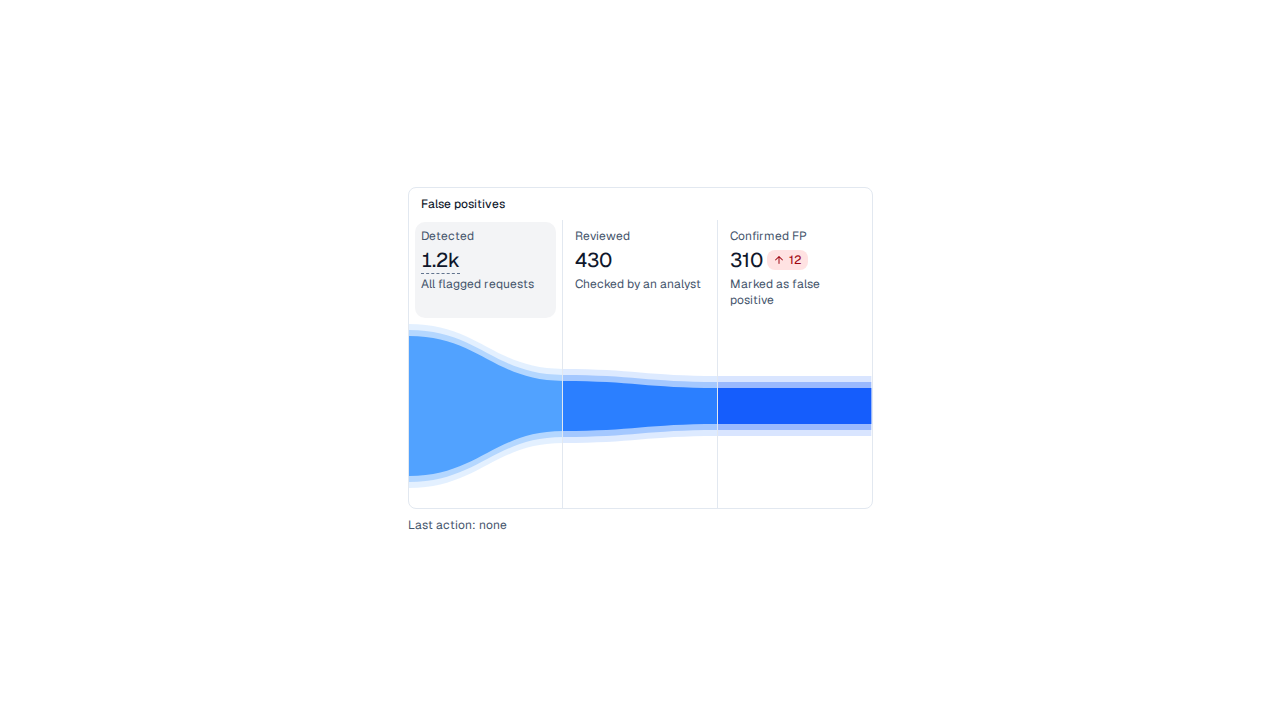 False positives
Detected
1.2k
All flagged requests
Reviewed
430
Checked by an analyst
Confirmed FP
310 ↑ 12
Marked as false
positive
Last action: none